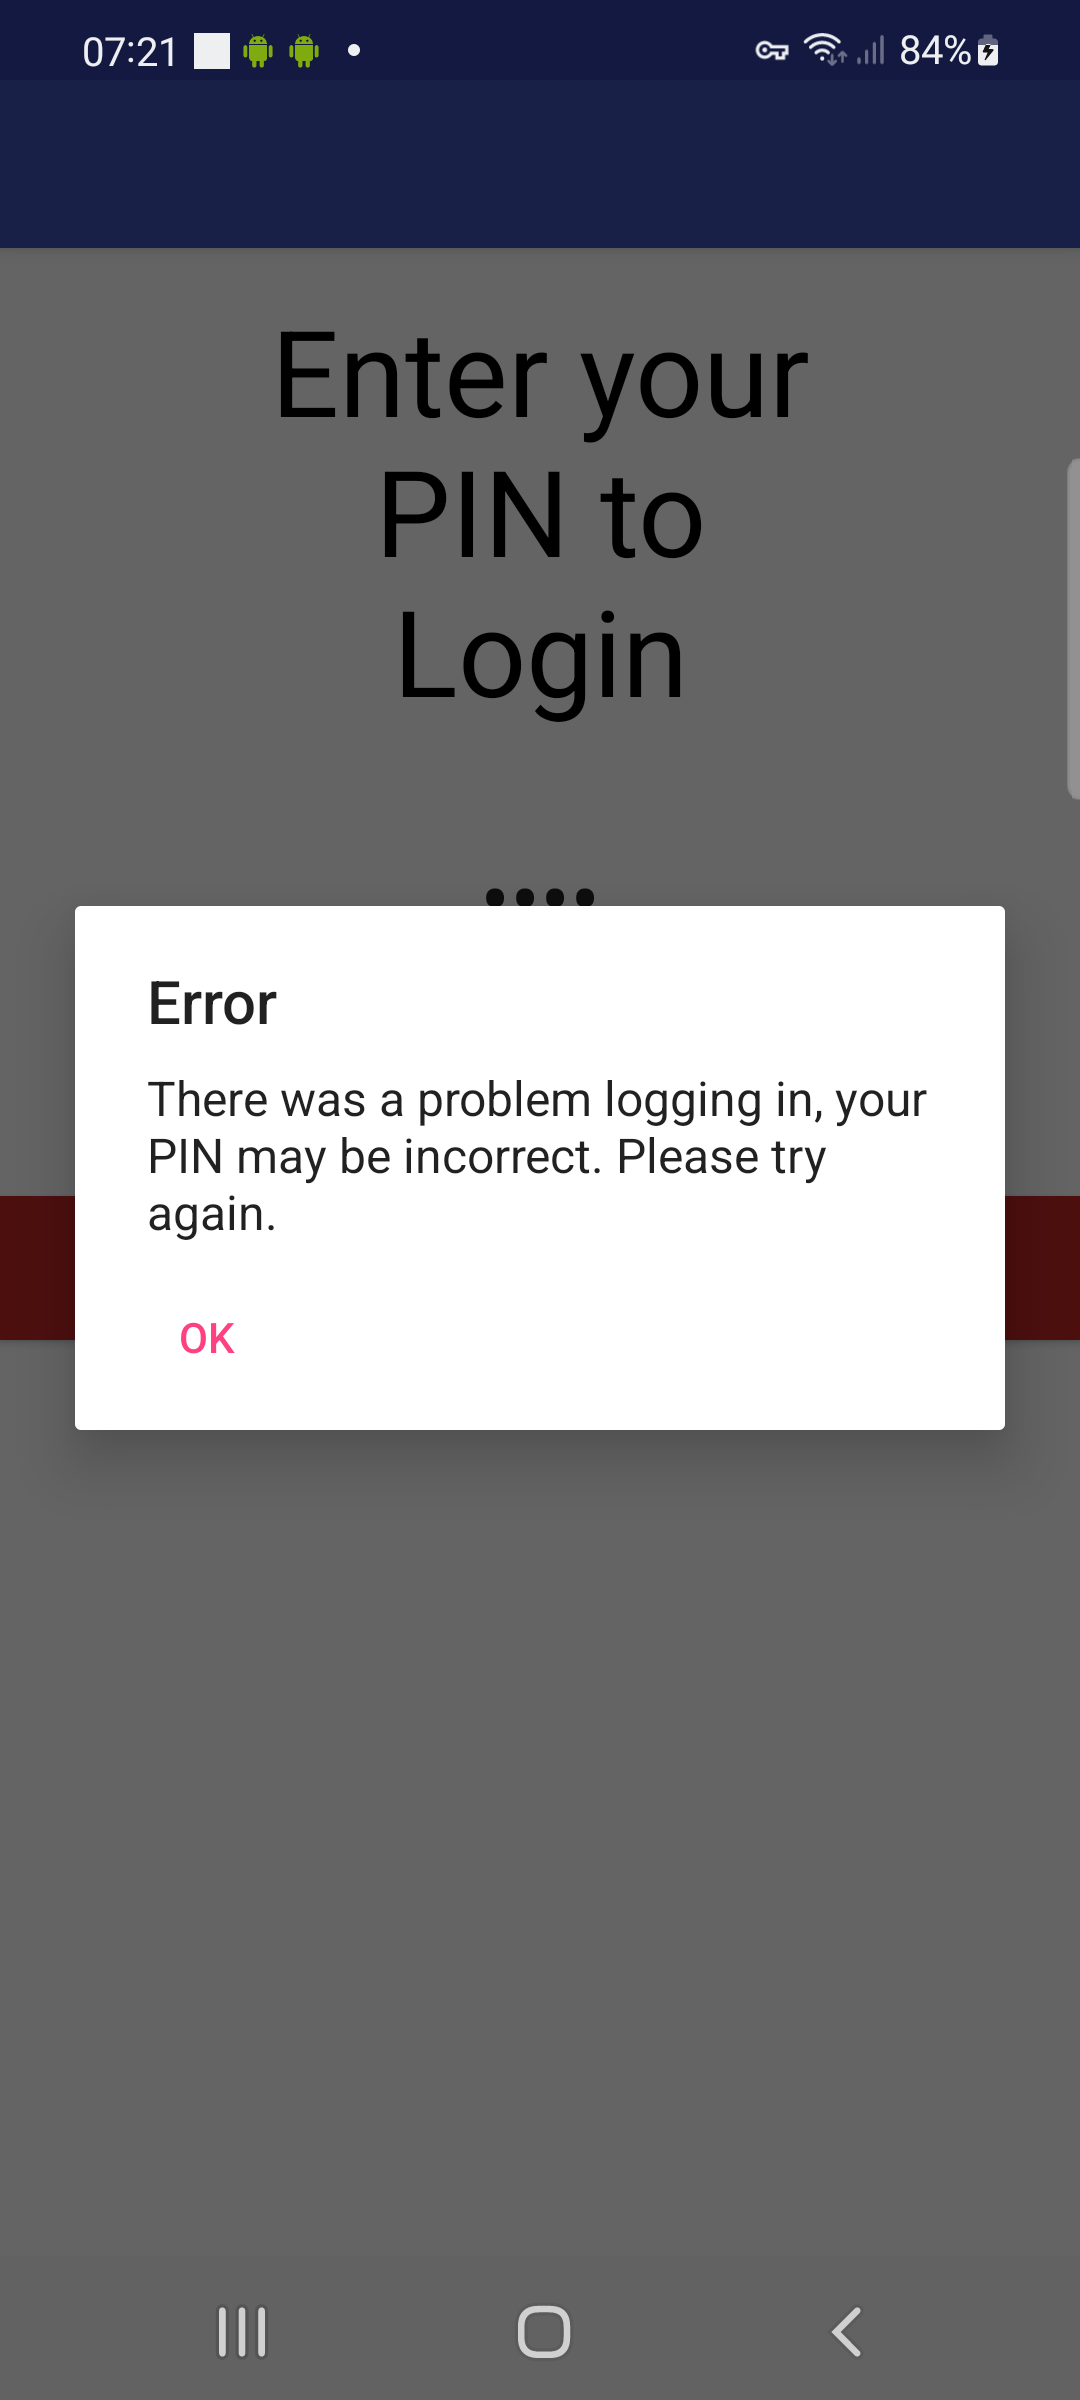 07:21 84%
Enter your
PIN to
Login
Error
There was a problem logging in, your
PIN may be incorrect. Please try
again.
OK